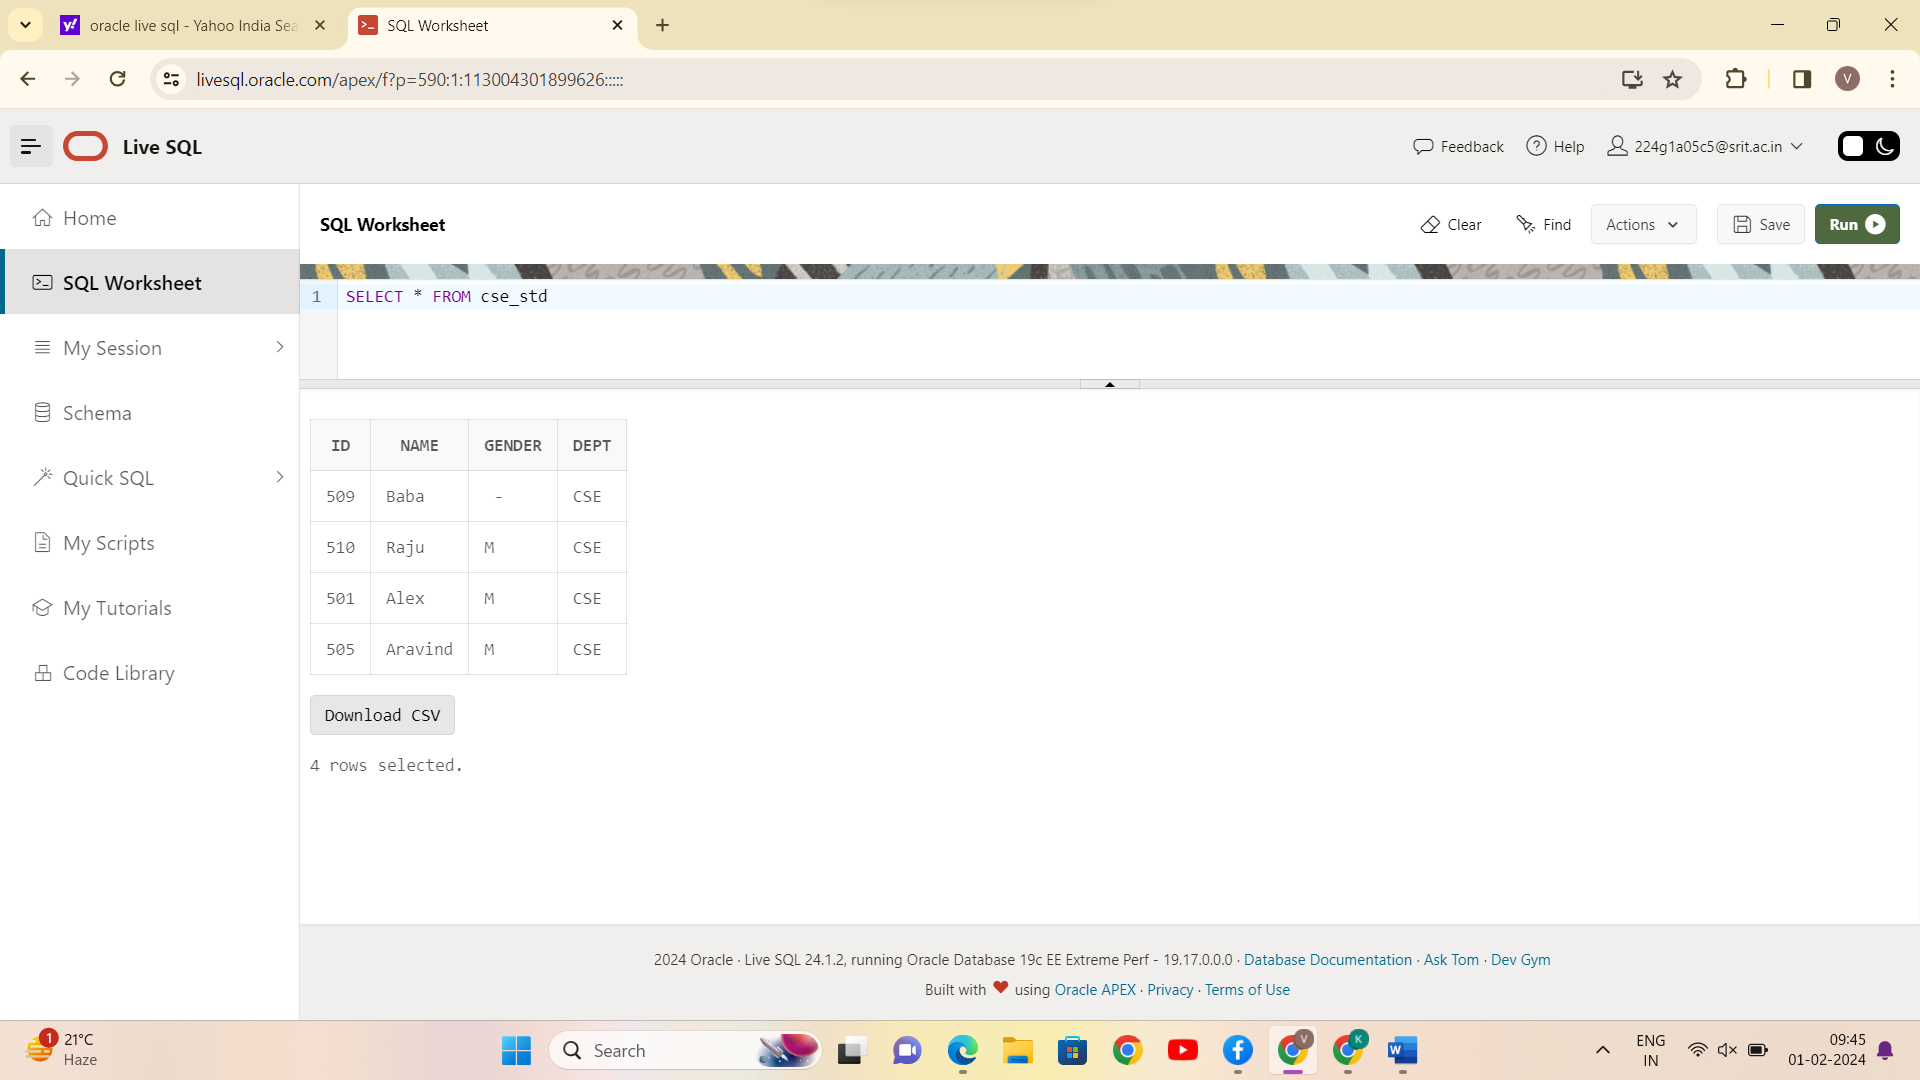 oracle live sql - Yahoo India Sea
SQL Worksheet
livesql.oracle.com/apex/f?p=590:1:113004301899626:::::
V
Live SQL
Feedback
Help
224g1a05c5@srit.ac.in
Home
SQL Worksheet
My Session
Schema
Quick SQL
My Scripts
My Tutorials
Code Library
SQL Worksheet
Clear
Find
Actions
Save
Run
1 SELECT * FROM cse_std
ID NAME GENDER DEPT
509 Baba - CSE
510 Raju M CSE
501 Alex M CSE
505 Aravind M CSE
Download CSV
4 rows selected.
2024 Oracle · Live SQL 24.1.2, running Oracle Database 19c EE Extreme Perf - 19.17.0.0.0 · Database Documentation · Ask Tom · Dev Gym
Built with ❤ using Oracle APEX · Privacy · Terms of Use
1
21°C
Haze
Search
V
K
W
ENG
IN
09:45
01-02-2024